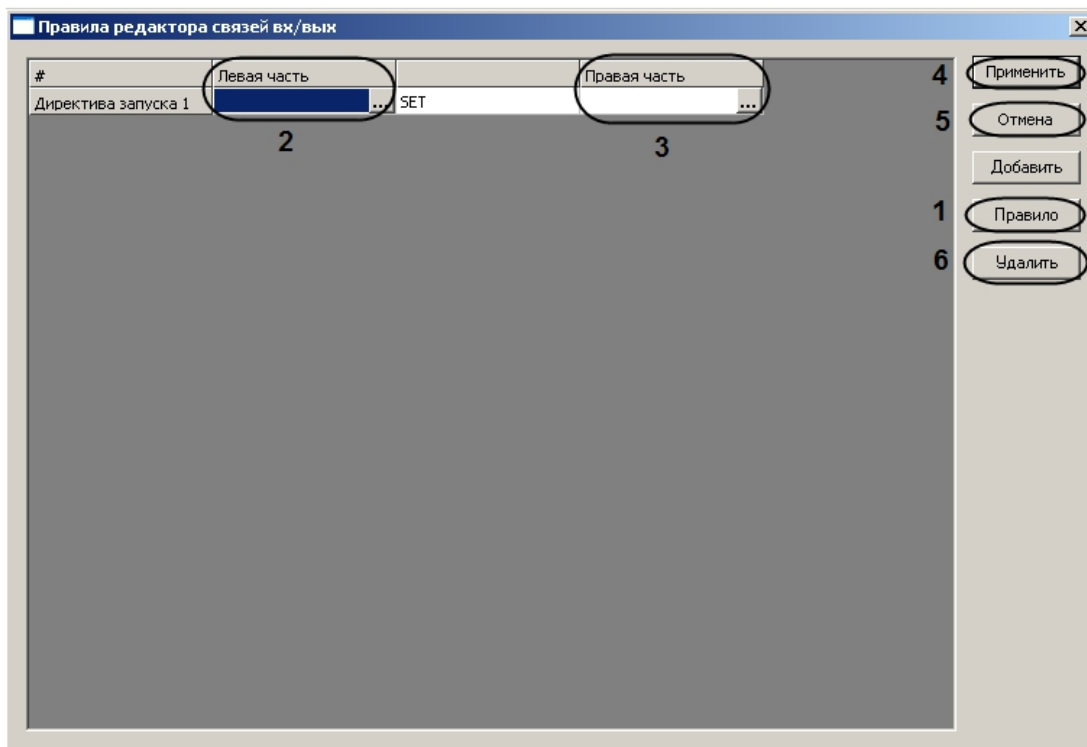 Правила редактора связей вх/вых
# Левая часть Правая часть
Директива запуска 1 ... SET ...
2
3
4 Применить
5 Отмена
Добавить
1 Правило
6 Удалить